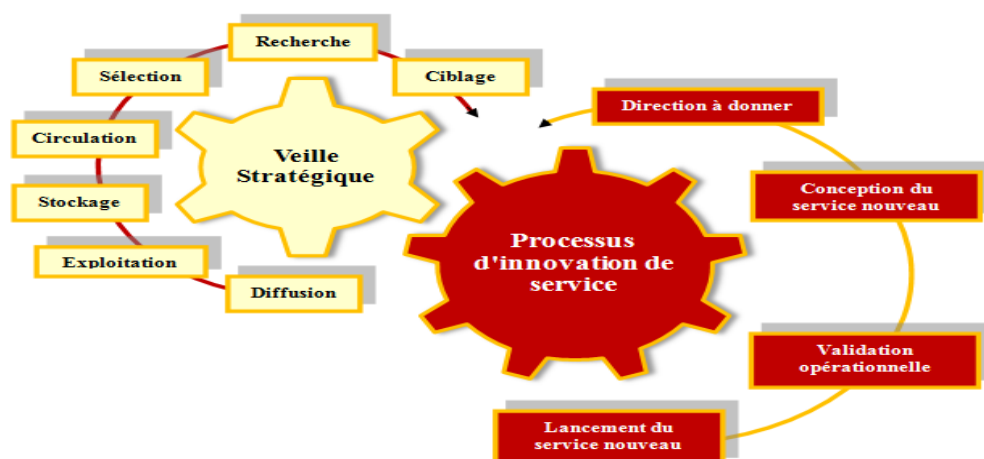 Recherche
Sélection
Ciblage
Circulation
Stockage
Exploitation
Diffusion
Veille
Stratégique
Direction à donner
Conception du
service nouveau
Processus
d'innovation de
service
Validation
opérationnelle
Lancement du
service nouveau